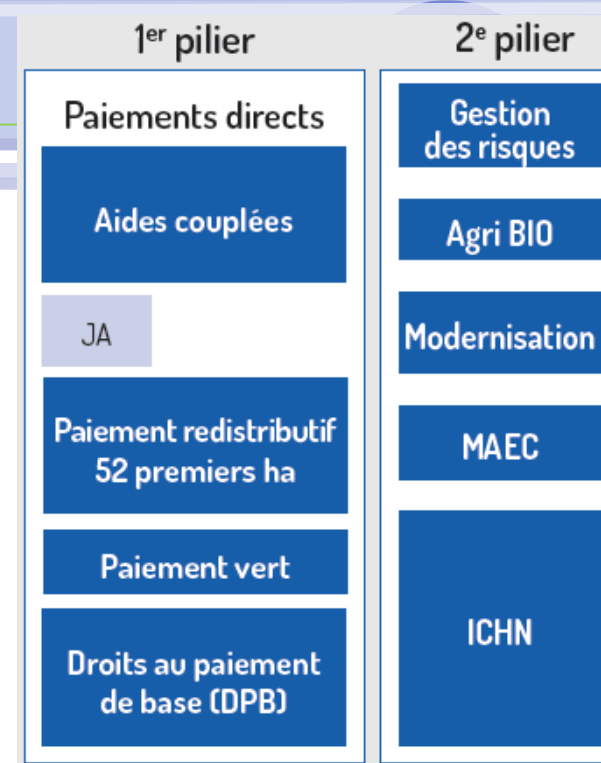 1er pilier
Paiements directs
Aides couplées
JA
Paiement redistributif
52 premiers ha
Paiement vert
Droits au paiement
de base (DPB)
2e pilier
Gestion
des risques
Agri BIO
Modernisation
MAEC
ICHN